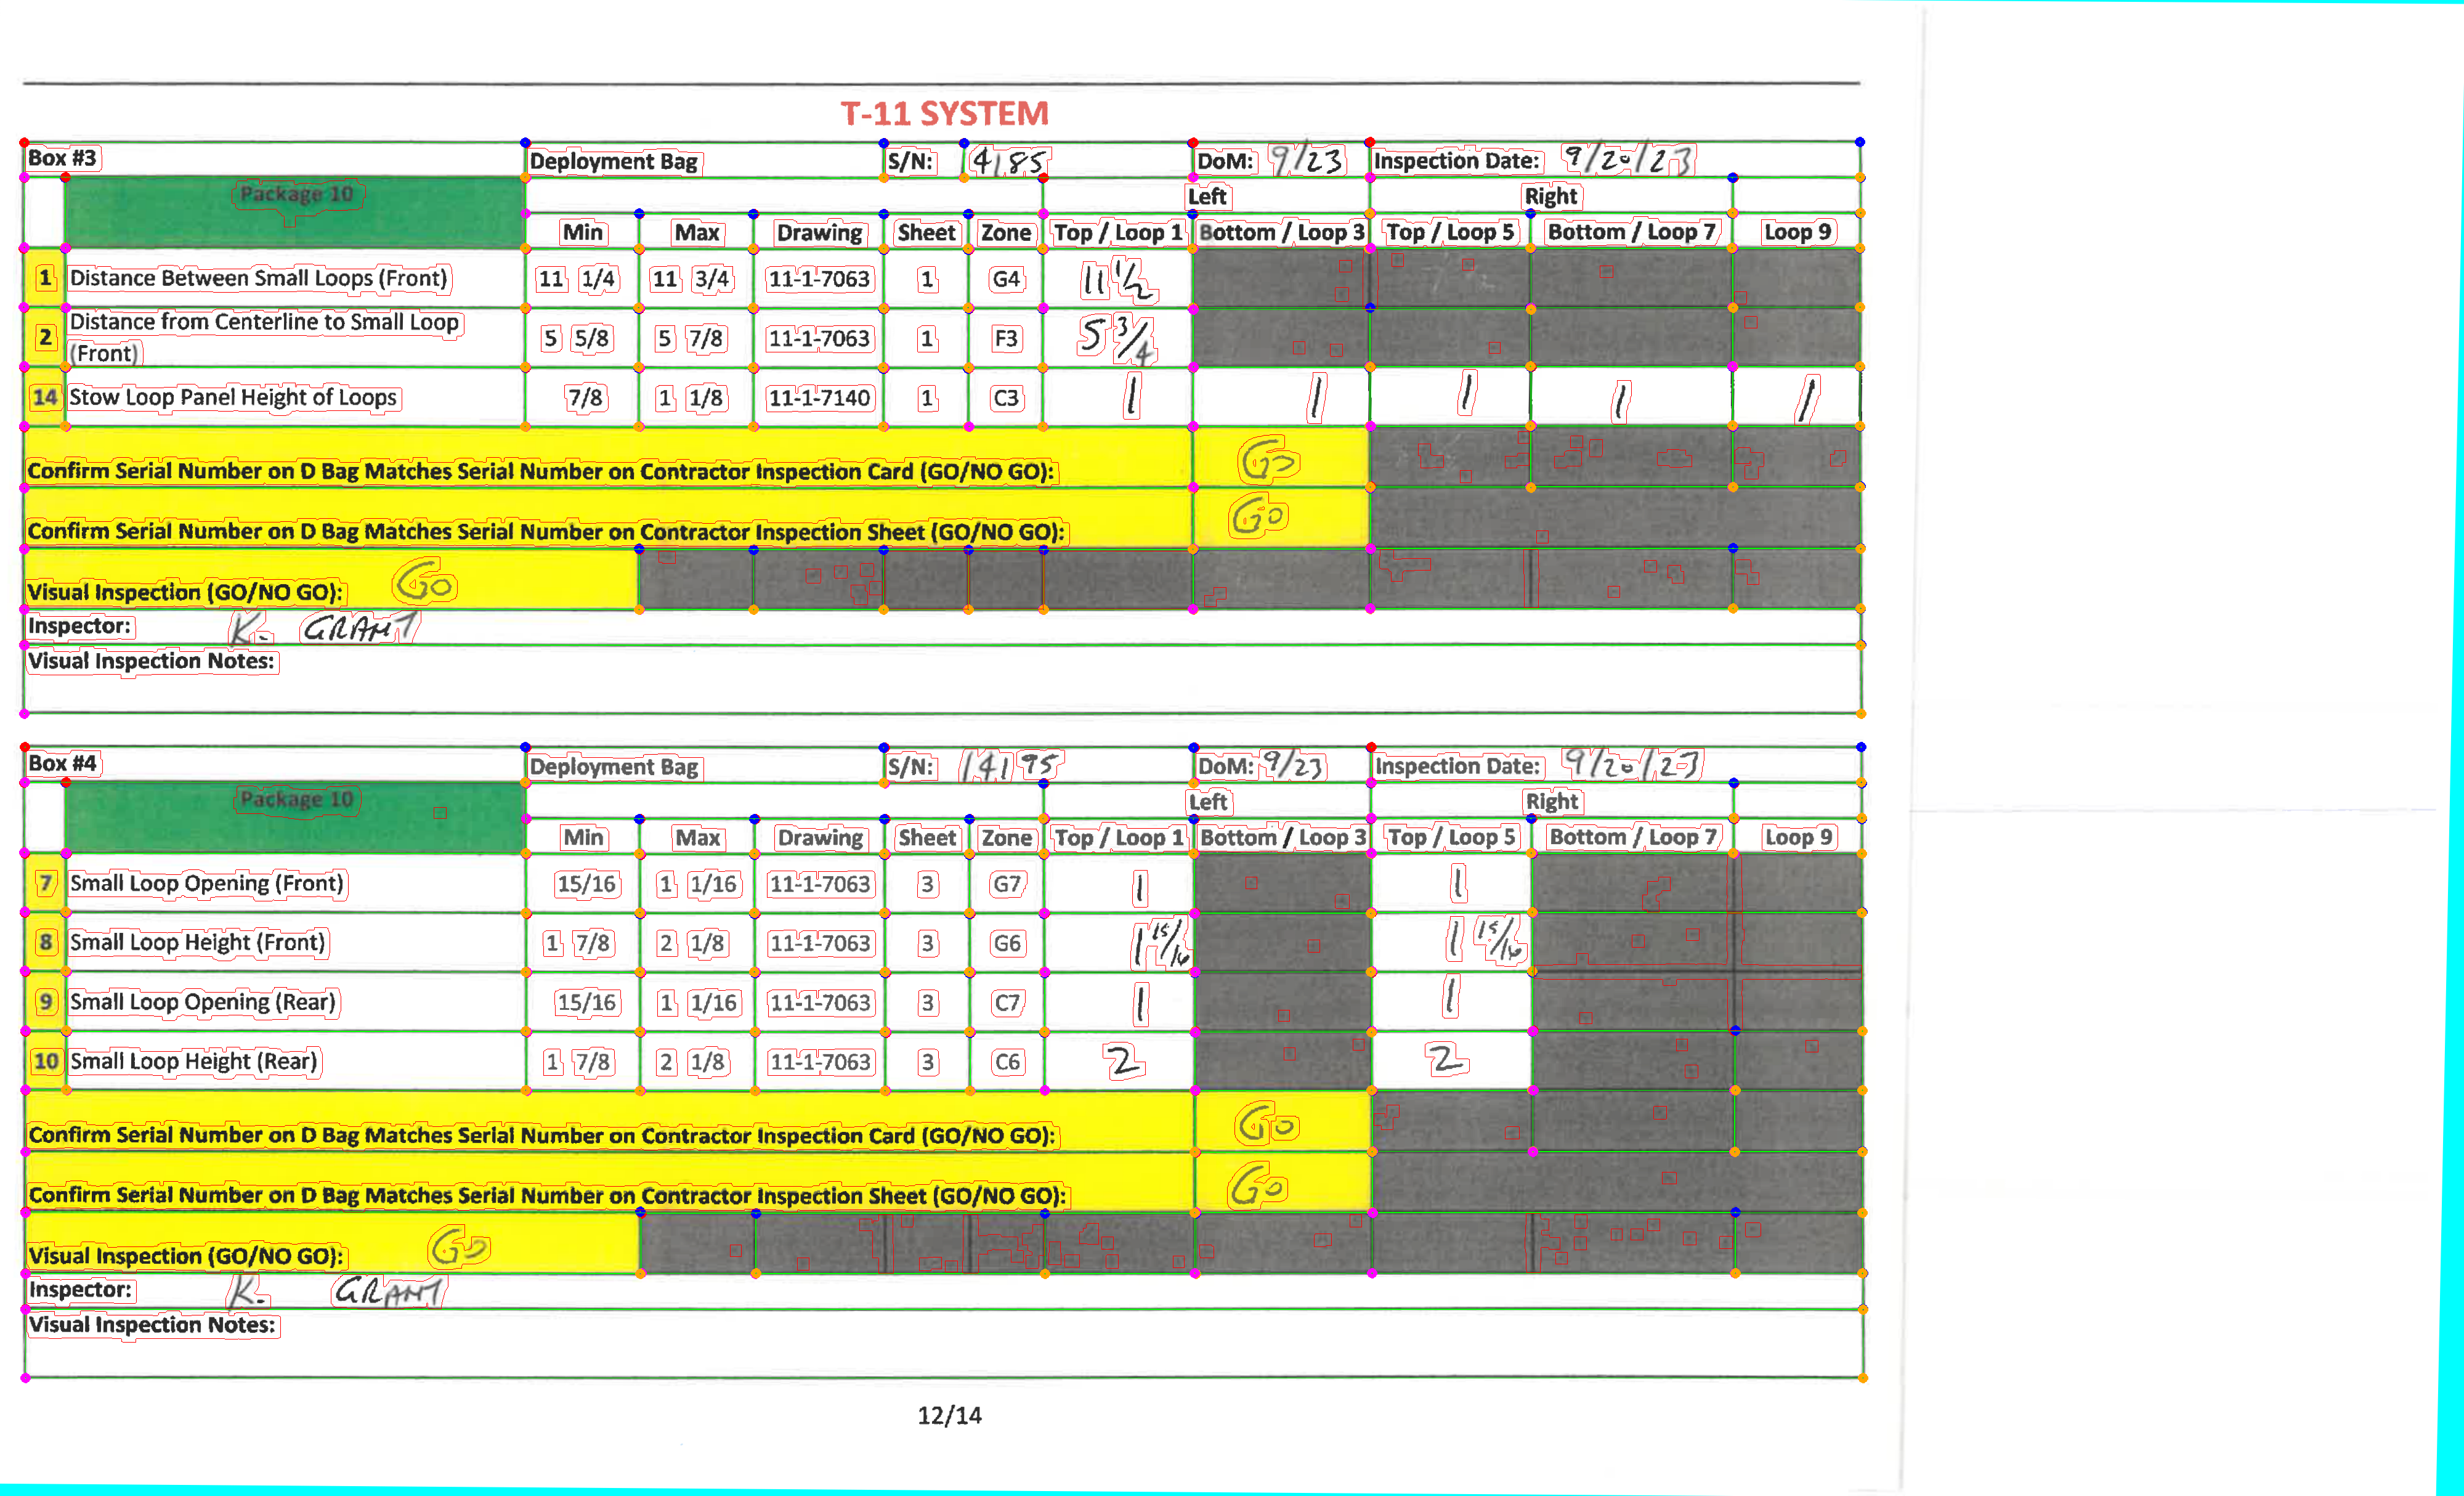 T-11 SYSTEM
Box #3 Deployment Bag S/N: 14185 DoM: 9/23 Inspection Date: 9/20/23
Package 10 Left Right
Min Max Drawing Sheet Zone Top / Loop 1 Bottom / Loop 3 Top / Loop 5 Bottom / Loop 7 Loop 9
1 Distance Between Small Loops (Front) 11 1/4 11 3/4 11-1-7063 1 G4 11 1/2
2 Distance from Centerline to Small Loop (Front) 5 5/8 5 7/8 11-1-7063 1 F3 5 3/4
14 Stow Loop Panel Height of Loops 7/8 1 1/8 11-1-7140 1 C3 1 1 1 1 1
Confirm Serial Number on D Bag Matches Serial Number on Contractor Inspection Card (GO/NO GO): GO
Confirm Serial Number on D Bag Matches Serial Number on Contractor Inspection Sheet (GO/NO GO): GO
Visual Inspection (GO/NO GO): GO
Inspector: K. GRANT
Visual Inspection Notes:
Box #4 Deployment Bag S/N: 14195 DoM: 9/23 Inspection Date: 9/20/23
Package 10 Left Right
Min Max Drawing Sheet Zone Top / Loop 1 Bottom / Loop 3 Top / Loop 5 Bottom / Loop 7 Loop 9
7 Small Loop Opening (Front) 15/16 1 1/16 11-1-7063 3 G7 1 1
8 Small Loop Height (Front) 1 7/8 2 1/8 11-1-7063 3 G6 1 15/16 1 15/16
9 Small Loop Opening (Rear) 15/16 1 1/16 11-1-7063 3 C7 1 1
10 Small Loop Height (Rear) 1 7/8 2 1/8 11-1-7063 3 C6 2 2
Confirm Serial Number on D Bag Matches Serial Number on Contractor Inspection Card (GO/NO GO): GO
Confirm Serial Number on D Bag Matches Serial Number on Contractor Inspection Sheet (GO/NO GO): GO
Visual Inspection (GO/NO GO): GO
Inspector: K. GRANT
Visual Inspection Notes:
12/14